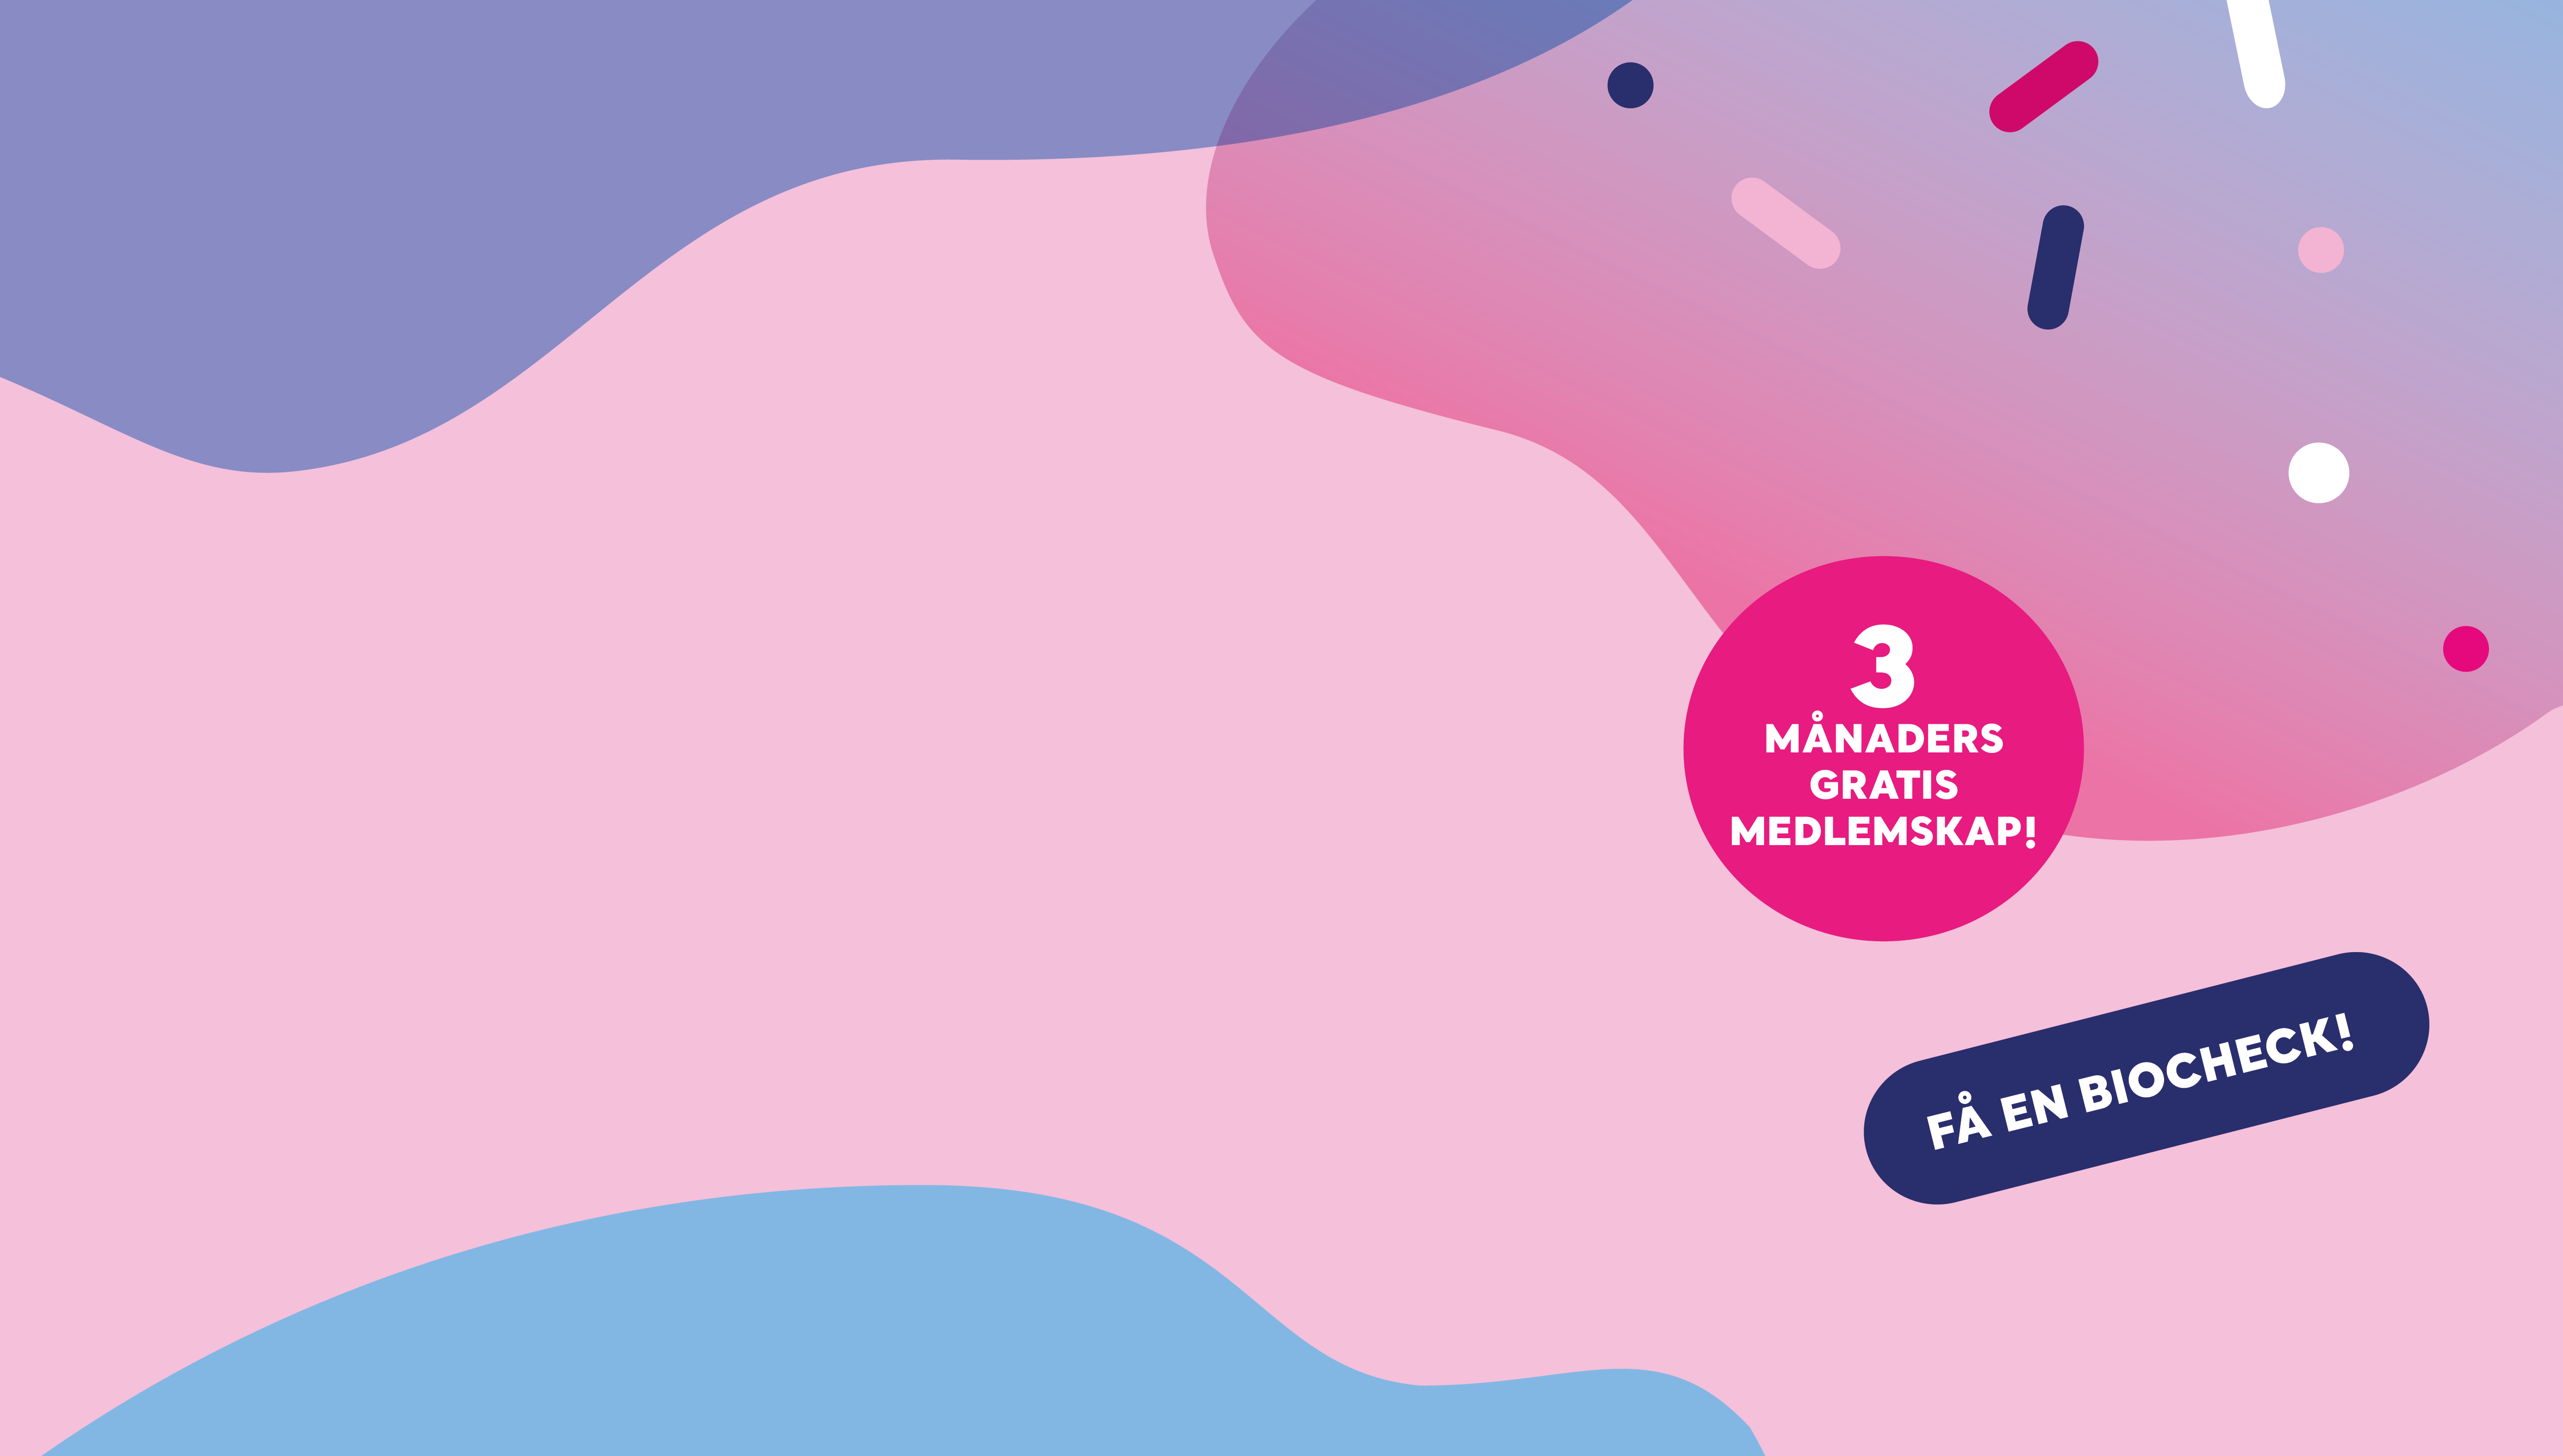 3
MÅNADERS
GRATIS
MEDLEMSKAP!
FÅ EN BIOCHECK!